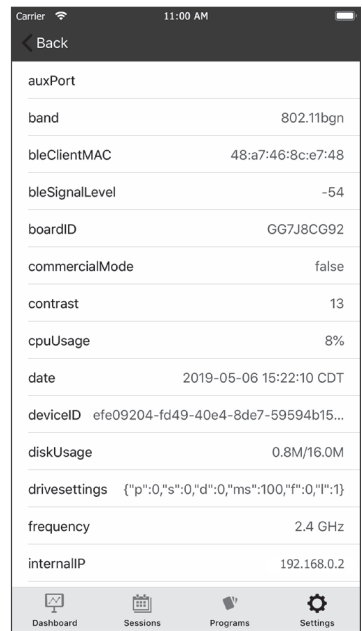 Carrier 11:00 AM
Back
auxPort
band 802.11bgn
bleClientMAC 48:a7:46:8c:e7:48
bleSignalLevel -54
boardID GG7J8CG92
commercialMode false
contrast 13
cpuUsage 8%
date 2019-05-06 15:22:10 CDT
deviceID efe09204-fd49-40e4-8de7-59594b15...
diskUsage 0.8M/16.0M
drivesettings {"p":0,"s":0,"d":0,"ms":100,"f":0,"l":1}
frequency 2.4 GHz
internalIP 192.168.0.2
Dashboard Sessions Programs Settings